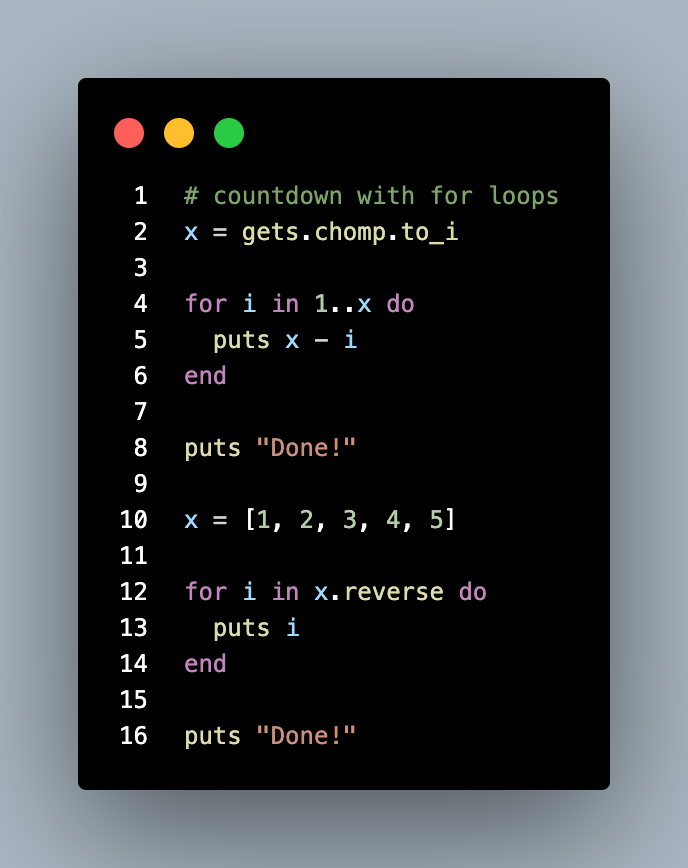 1 # countdown with for loops
2 x = gets.chomp.to_i
3
4 for i in 1..x do
5   puts x - i
6 end
7
8 puts "Done!"
9
10 x = [1, 2, 3, 4, 5]
11
12 for i in x.reverse do
13   puts i
14 end
15
16 puts "Done!"